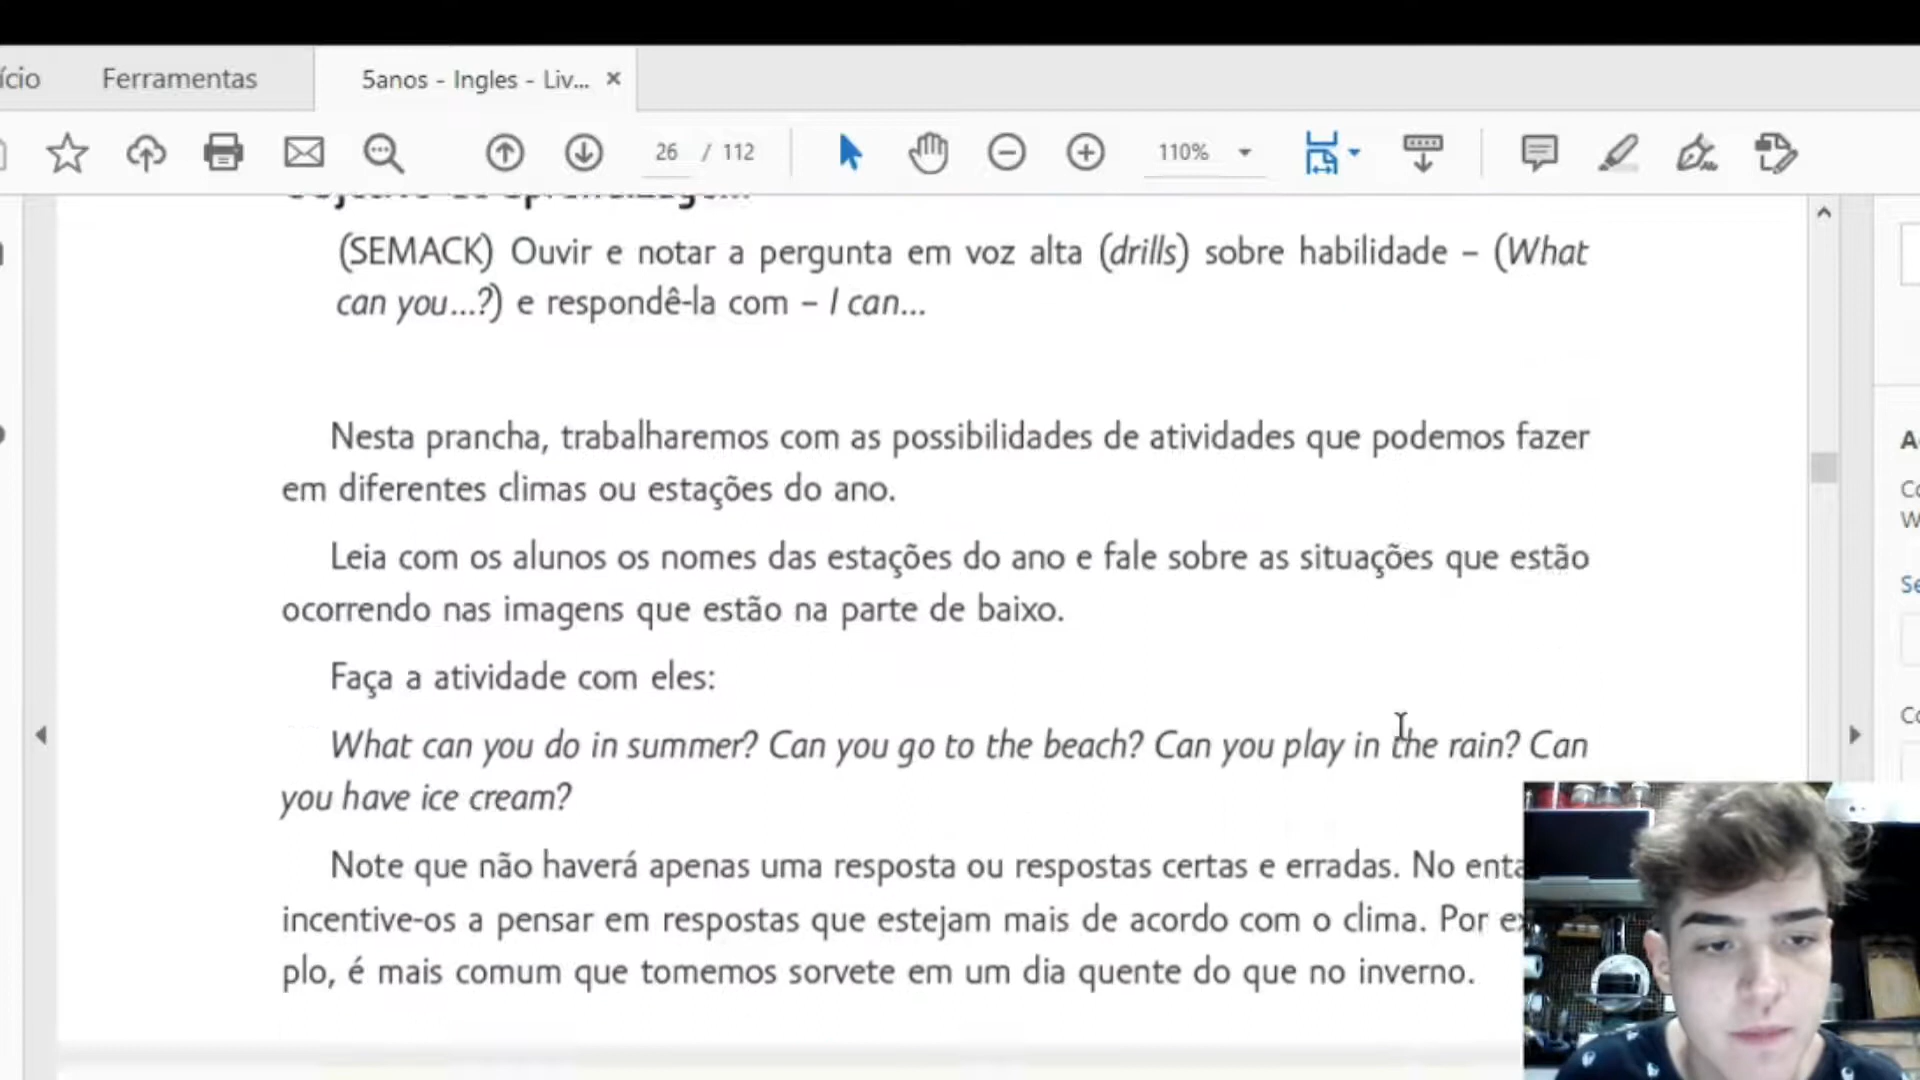 ício Ferramentas 5anos - Ingles - Liv... ×
26 / 112 110%
(SEMACK) Ouvir e notar a pergunta em voz alta (drills) sobre habilidade – (What
can you...?) e respondê-la com – I can...
Nesta prancha, trabalharemos com as possibilidades de atividades que podemos fazer
em diferentes climas ou estações do ano.
Leia com os alunos os nomes das estações do ano e fale sobre as situações que estão
ocorrendo nas imagens que estão na parte de baixo.
Faça a atividade com eles:
What can you do in summer? Can you go to the beach? Can you play in the rain? Can
you have ice cream?
Note que não haverá apenas uma resposta ou respostas certas e erradas. No enta
incentive-os a pensar em respostas que estejam mais de acordo com o clima. Por ex
plo, é mais comum que tomemos sorvete em um dia quente do que no inverno.